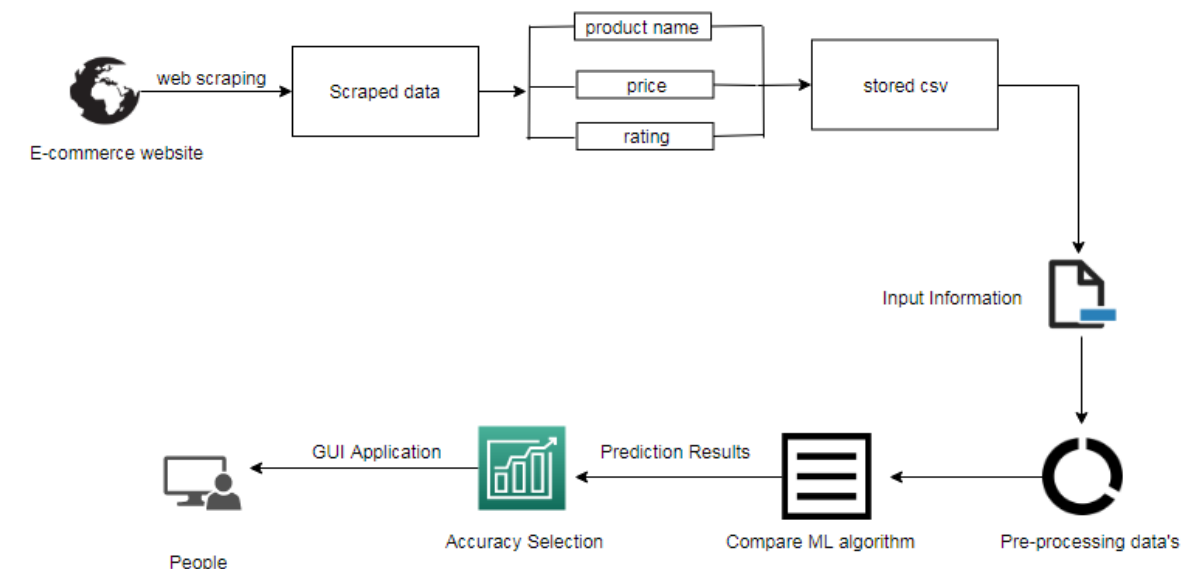 product name
web scraping
Scraped data
price
stored csv
rating
E-commerce website
Input Information
GUI Application
Prediction Results
Accuracy Selection
Compare ML algorithm
Pre-processing data's
People